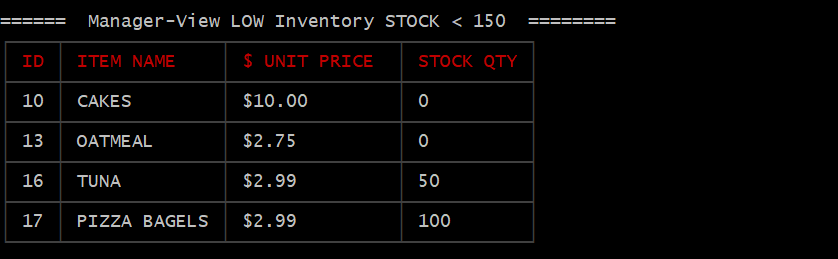 ====== Manager-View LOW Inventory STOCK < 150 ========
ID ITEM NAME $ UNIT PRICE STOCK QTY
10 CAKES $10.00 0
13 OATMEAL $2.75 0
16 TUNA $2.99 50
17 PIZZA BAGELS $2.99 100